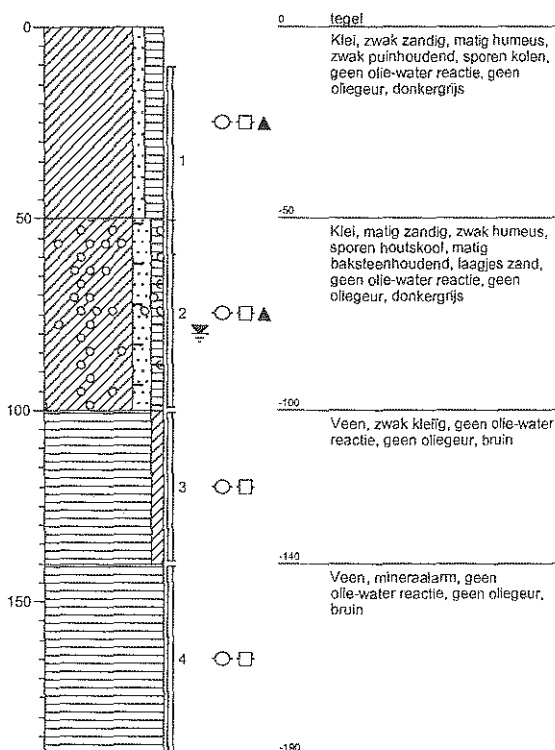 0
0 tegel
Klei, zwak zandig, matig humeus,
zwak puinhoudend, sporen kolen,
geen olie-water reactie, geen
oliegeur, donkergrijs
1
50
-50
Klei, matig zandig, zwak humeus,
sporen houtskool, matig
baksteenhoudend, laagjes zand,
geen olie-water reactie, geen
oliegeur, donkergrijs
2
100
-100
Veen, zwak kleiïg, geen olie-water
reactie, geen oliegeur, bruin
3
-140
Veen, mineraalarm, geen
olie-water reactie, geen oliegeur,
bruin
150
4
-190